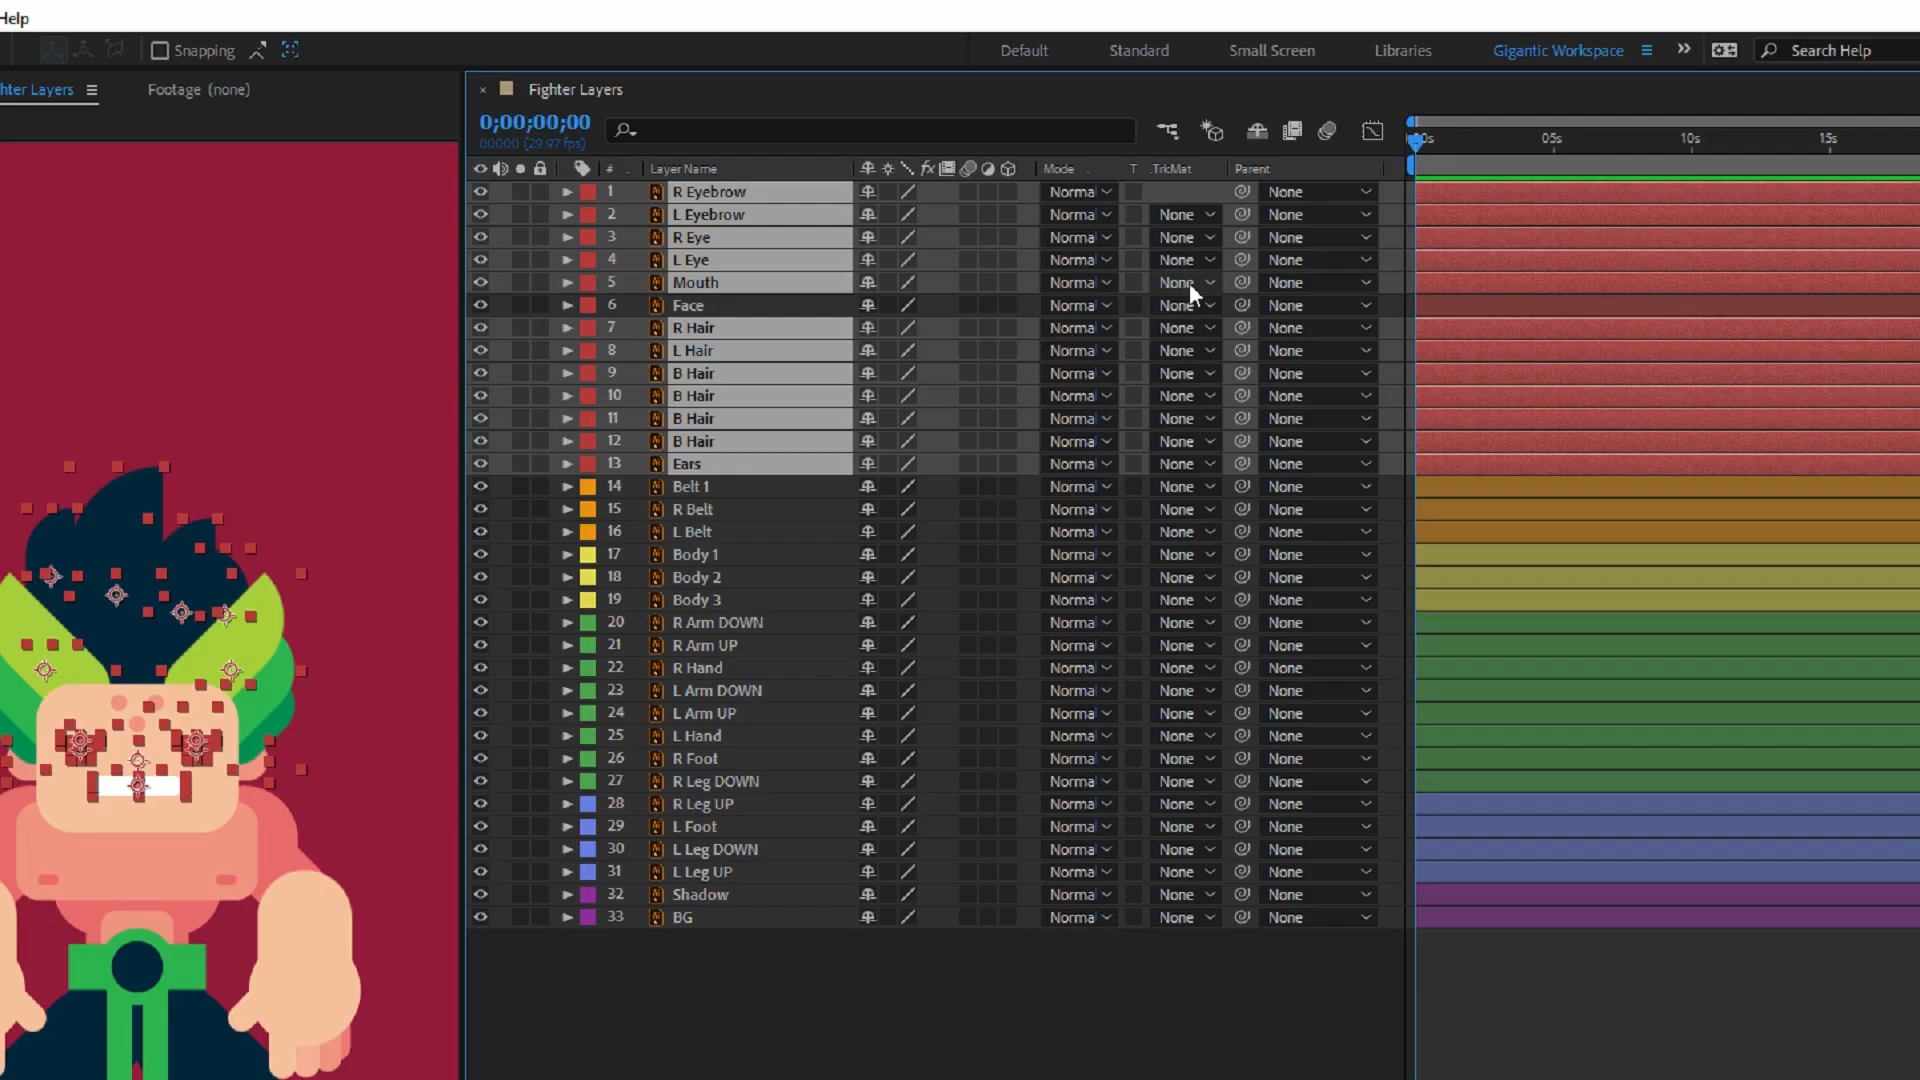 Help
Snapping
Default Standard Small Screen Libraries Gigantic Workspace Search Help
hter Layers Footage (none) Fighter Layers
0;00;00;00
00000 (29.97 fps)
00s 05s 10s 15s
# Layer Name fx Mode T .TrkMat Parent
1 R Eyebrow Normal None
2 L Eyebrow Normal None None
3 R Eye Normal None None
4 L Eye Normal None None
5 Mouth Normal None None
6 Face Normal None None
7 R Hair Normal None None
8 L Hair Normal None None
9 B Hair Normal None None
10 B Hair Normal None None
11 B Hair Normal None None
12 B Hair Normal None None
13 Ears Normal None None
14 Belt 1 Normal None None
15 R Belt Normal None None
16 L Belt Normal None None
17 Body 1 Normal None None
18 Body 2 Normal None None
19 Body 3 Normal None None
20 R Arm DOWN Normal None None
21 R Arm UP Normal None None
22 R Hand Normal None None
23 L Arm DOWN Normal None None
24 L Arm UP Normal None None
25 L Hand Normal None None
26 R Foot Normal None None
27 R Leg DOWN Normal None None
28 R Leg UP Normal None None
29 L Foot Normal None None
30 L Leg DOWN Normal None None
31 L Leg UP Normal None None
32 Shadow Normal None None
33 BG Normal None None